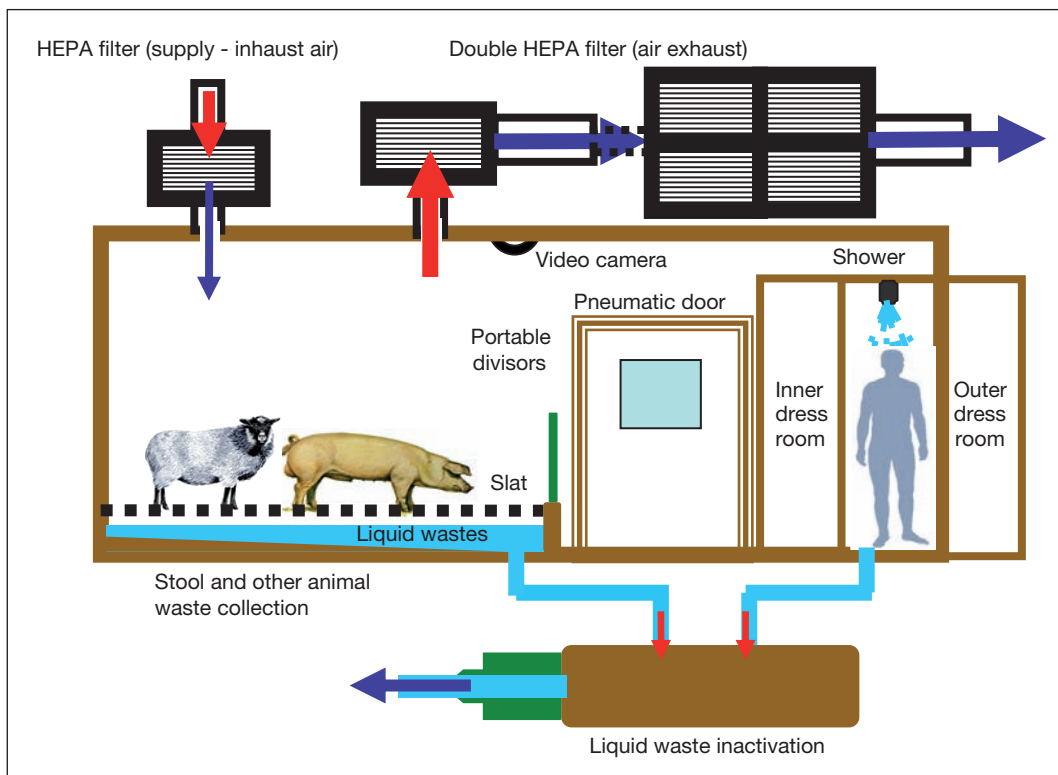 HEPA filter (supply - inhaust air)
Double HEPA filter (air exhaust)
Video camera
Shower
Pneumatic door
Portable
divisors
Inner
dress
room
Outer
dress
room
Slat
Liquid wastes
Stool and other animal
waste collection
Liquid waste inactivation